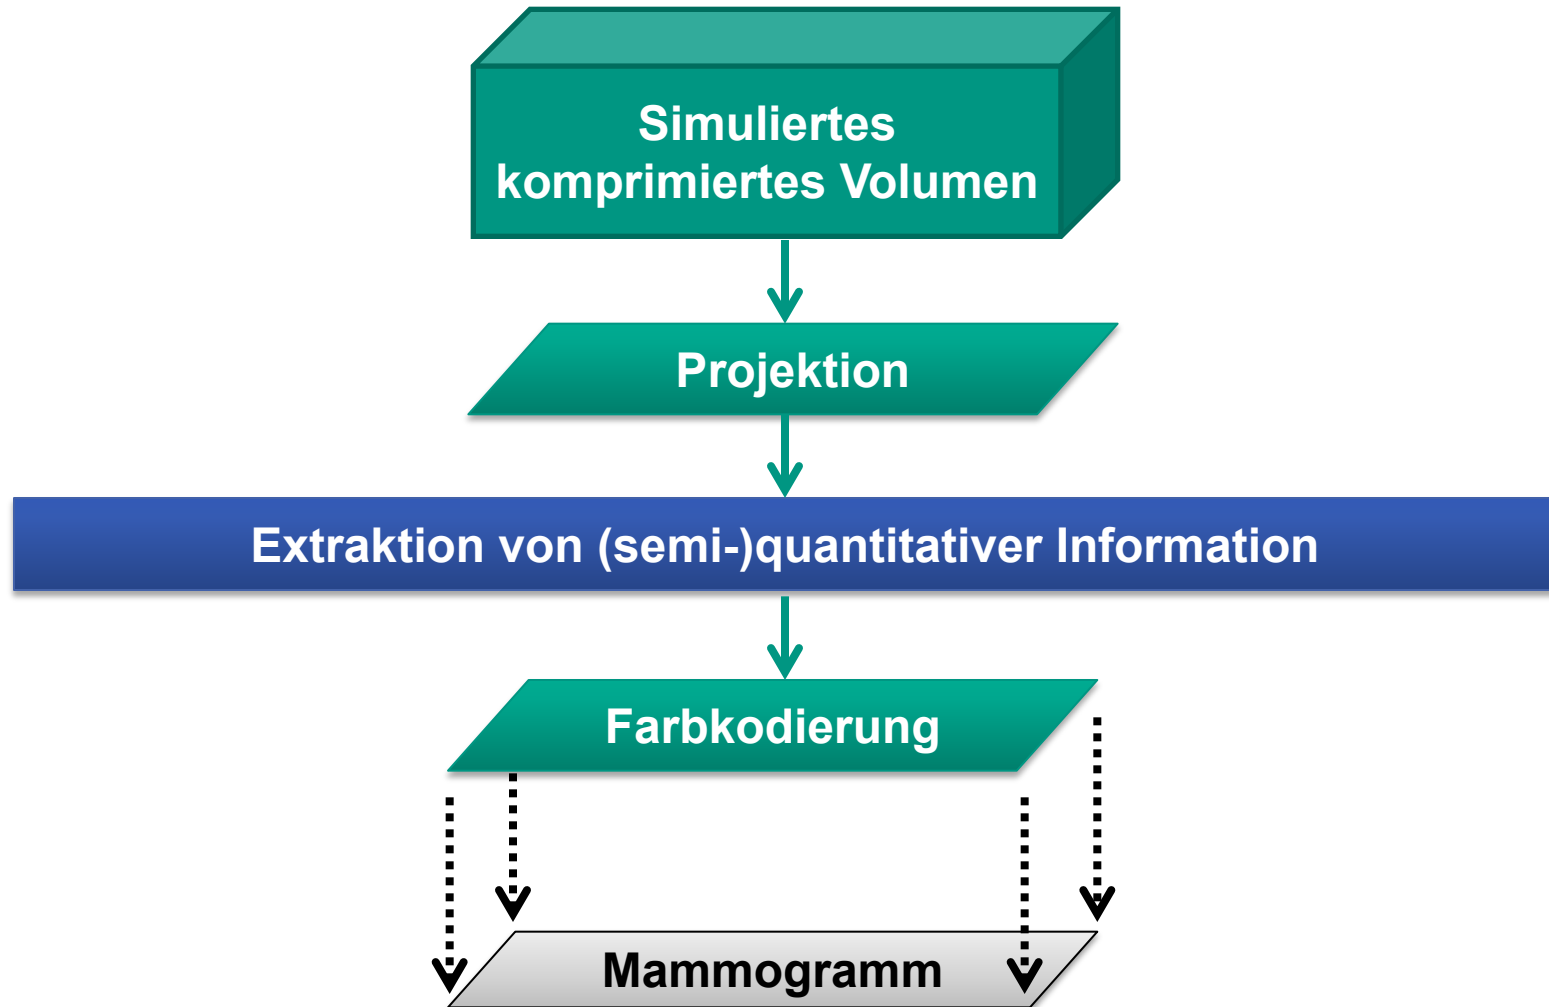 Simuliertes
komprimiertes Volumen
Projektion
Extraktion von (semi-)quantitativer Information
Farbkodierung
Mammogramm